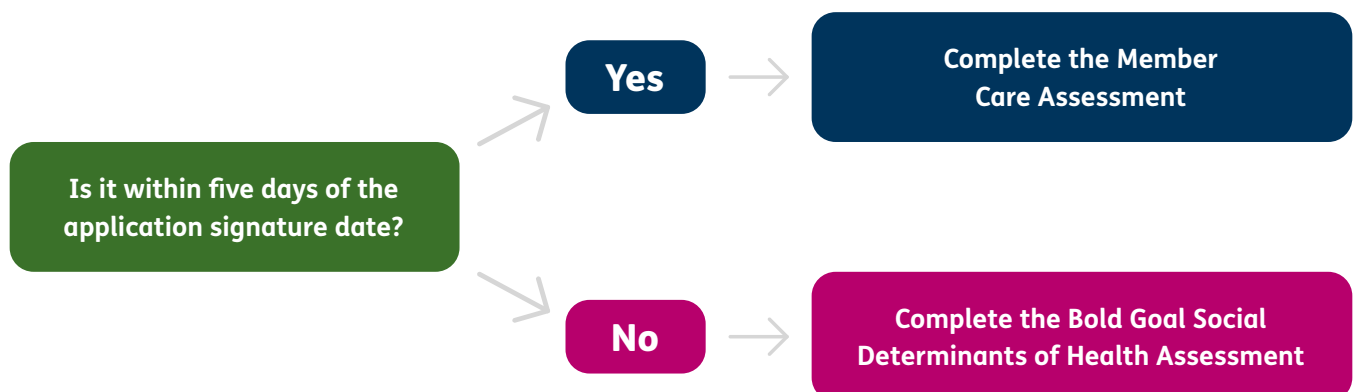 Is it within five days of the
application signature date?
Yes
Complete the Member
Care Assessment
No
Complete the Bold Goal Social
Determinants of Health Assessment